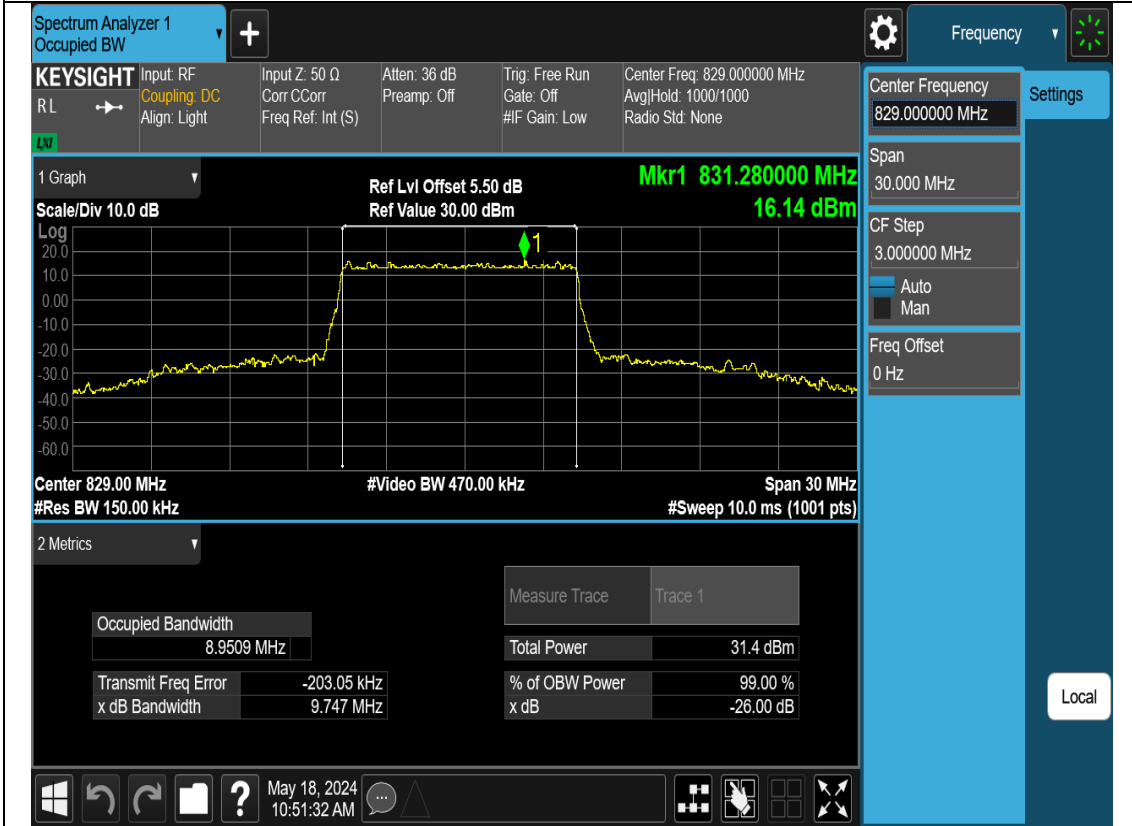 Spectrum Analyzer 1
Occupied BW
+
Frequency
KEYSIGHT
RL
LXI
Input: RF
Coupling: DC
Align: Light
Input Z: 50 Ω
Corr CCorr
Freq Ref: Int (S)
Atten: 36 dB
Preamp: Off
Trig: Free Run
Gate: Off
#IF Gain: Low
Center Freq: 829.000000 MHz
Avg|Hold: 1000/1000
Radio Std: None
Center Frequency
829.000000 MHz
Settings
Span
30.000 MHz
CF Step
3.000000 MHz
Auto
Man
Freq Offset
0 Hz
Local
1 Graph
Ref Lvl Offset 5.50 dB
Mkr1 831.280000 MHz
Scale/Div 10.0 dB
Ref Value 30.00 dBm
16.14 dBm
Log
1
20.0
10.0
0.00
-10.0
-20.0
-30.0
-40.0
-50.0
-60.0
Center 829.00 MHz
#Video BW 470.00 kHz
Span 30 MHz
#Res BW 150.00 kHz
#Sweep 10.0 ms (1001 pts)
2 Metrics
Measure Trace
Trace 1
Occupied Bandwidth
8.9509 MHz
Total Power
31.4 dBm
Transmit Freq Error
-203.05 kHz
% of OBW Power
99.00 %
x dB Bandwidth
9.747 MHz
x dB
-26.00 dB
?
May 18, 2024
10:51:32 AM